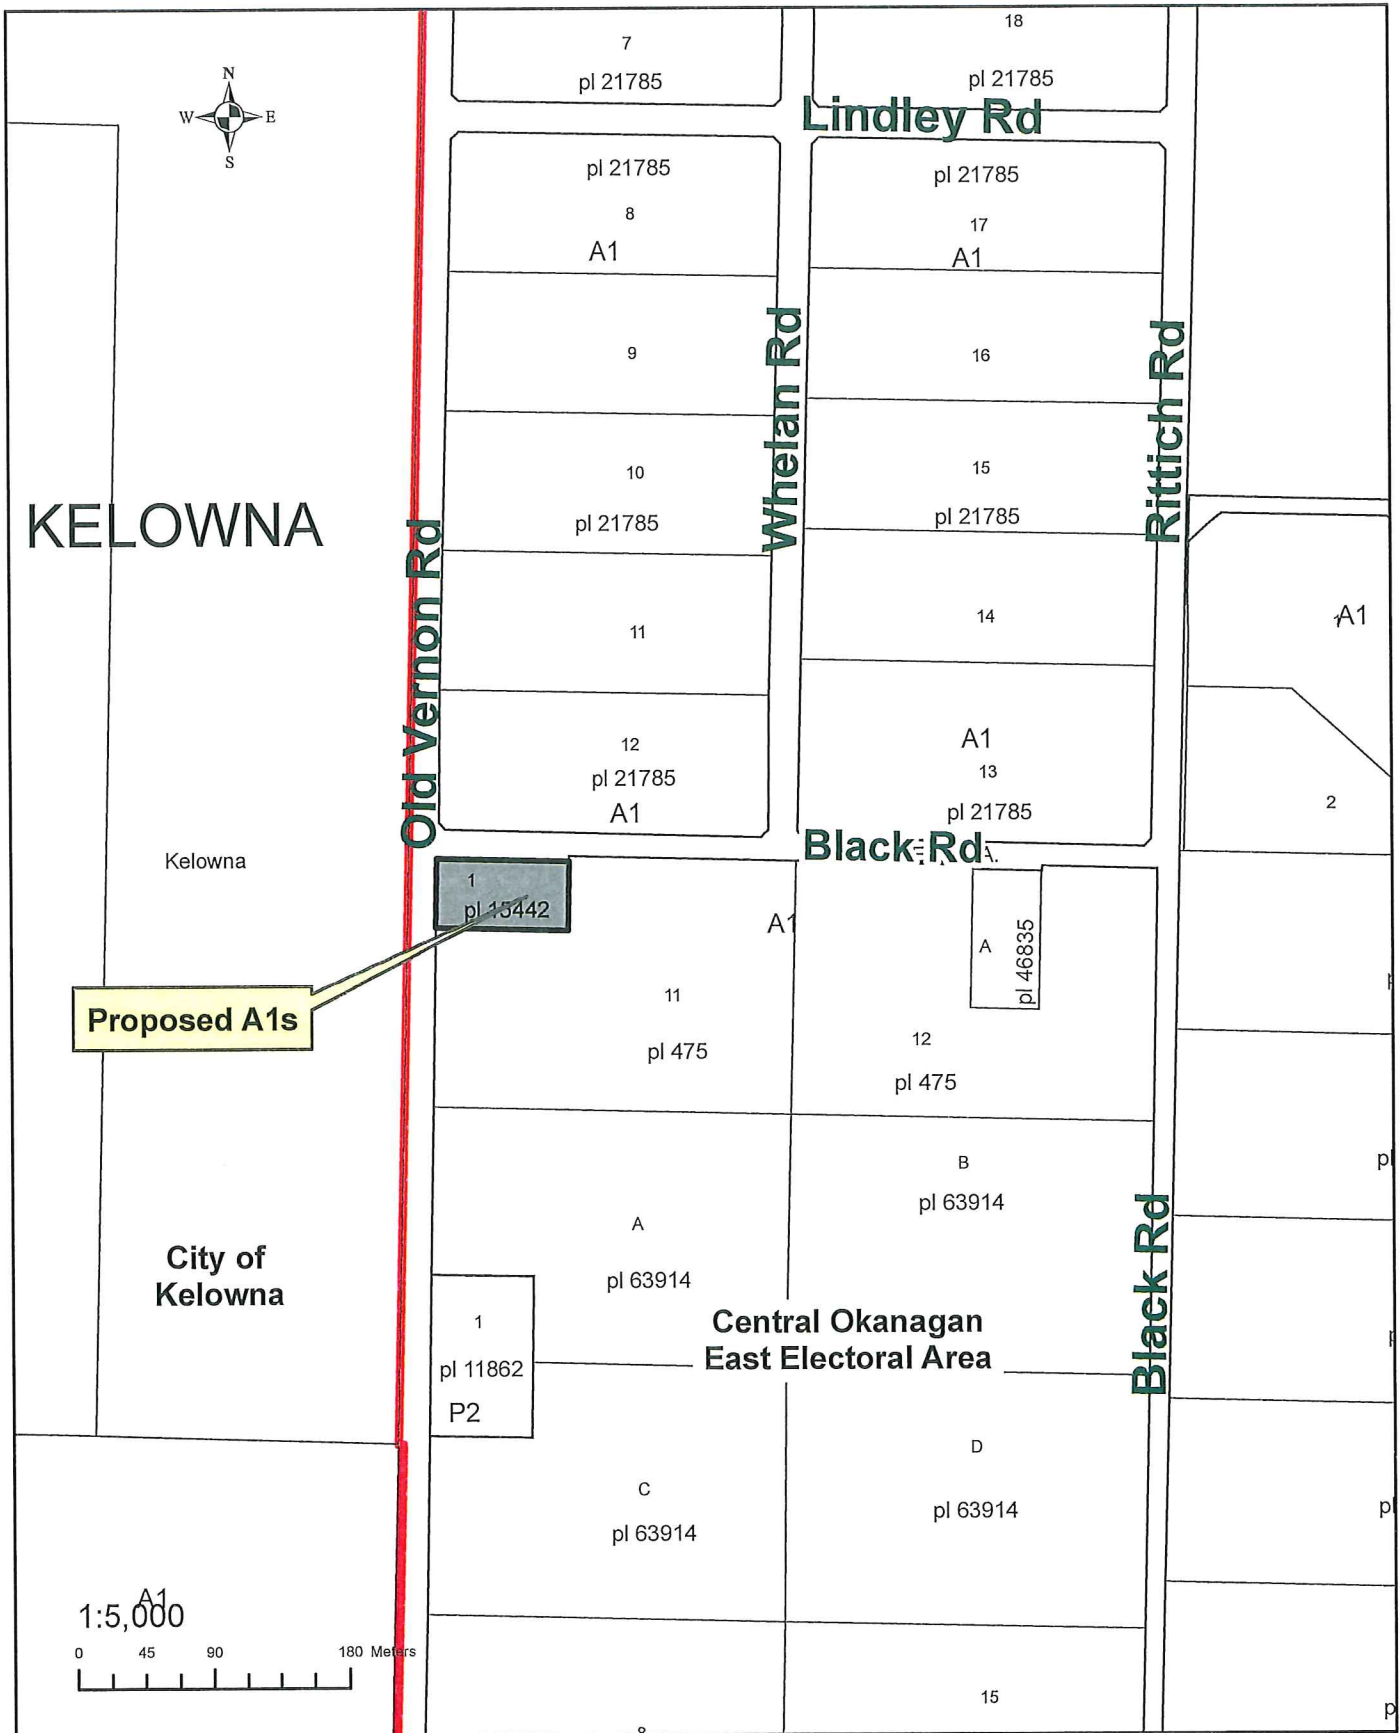 7
pl 21785
18
pl 21785
N
W E
S
Lindley Rd
pl 21785
8
A1
pl 21785
17
A1
9
16
Whelan Rd
Rittich Rd
10
pl 21785
15
pl 21785
KELOWNA
Old Vernon Rd
11
14
A1
12
pl 21785
A1
A1
13
pl 21785
2
Black Rd
Kelowna
1
pl 15442
A1
A
pl 46835
Proposed A1s
11
pl 475
12
pl 475
B
pl 63914
pl
A
pl 63914
Black Rd
City of
Kelowna
1
pl 11862
P2
Central Okanagan
East Electoral Area
D
pl 63914
C
pl 63914
pl
A1
1:5,000
0 45 90 180 Meters
15